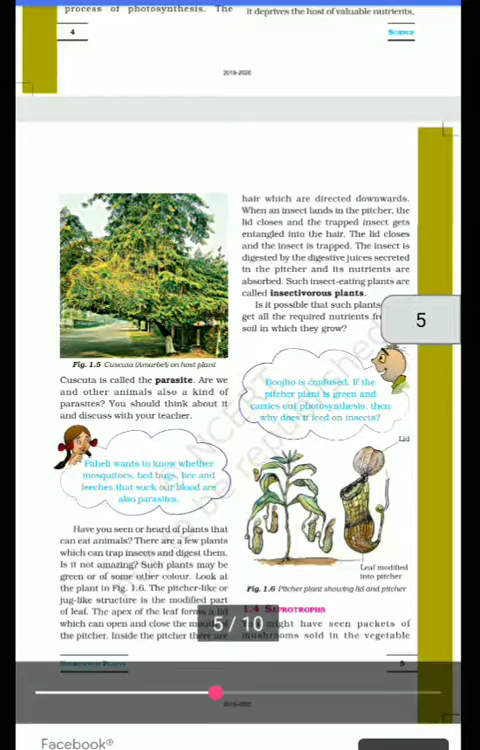 process of photosynthesis. The
it deprives the host of valuable nutrients,
4
SCIENCE
2019-2020
Fig. 1.5 Cuscuta (Amarbel) on host plant
Cuscuta is called the parasite. Are we
and other animals also a kind of
parasites? You should think about it
and discuss with your teacher.
Paheli wants to know whether
mosquitoes, bed bugs, lice and
leeches that suck our blood are
also parasites.
Have you seen or heard of plants that
can eat animals? There are a few plants
which can trap insects and digest them.
Is it not amazing? Such plants may be
green or of some other colour. Look at
the plant in Fig. 1.6. The pitcher-like or
jug-like structure is the modified part
of leaf. The apex of the leaf forms a lid
which can open and close the mouth of
the pitcher. Inside the pitcher there are
hair which are directed downwards.
When an insect lands in the pitcher, the
lid closes and the trapped insect gets
entangled into the hair. The lid closes
and the insect is trapped. The insect is
digested by the digestive juices secreted
in the pitcher and its nutrients are
absorbed. Such insect-eating plants are
called insectivorous plants.
Is it possible that such plants
get all the required nutrients
soil in which they grow?
5
Boojho is confused. If the
pitcher plant is green and
carries out photosynthesis, then
why does it feed on insects?
Lid
Leaf modified
into pitcher
Fig. 1.6 Pitcher plant showing lid and pitcher
1.4 SAPROTROPHS
might have seen packets of
mushrooms sold in the vegetable
5 / 10
NUTRITION IN PLANTS
5
Facebook®